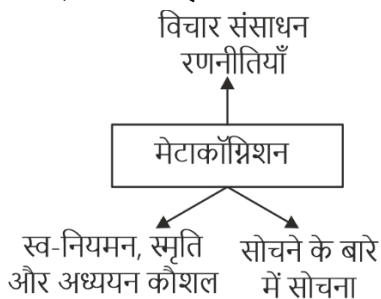 विचार संसाधन
रणनीतियाँ
मेटाकॉग्निशन
स्व-नियमन, स्मृति
और अध्ययन कौशल
सोचने के बारे
में सोचना